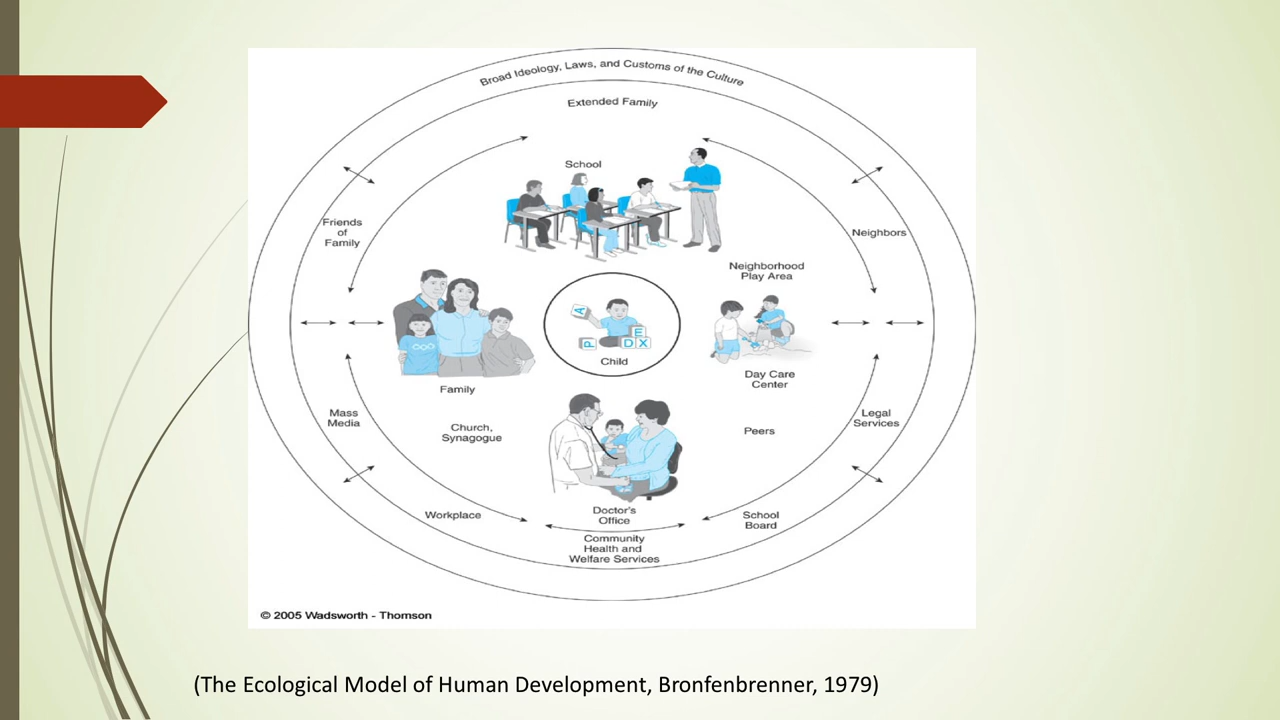 Broad Ideology, Laws, and Customs of the Culture
Extended Family
School
Friends
of
Family
Neighbors
Neighborhood
Play Area
A
P
D
E
X
Child
Family
Day Care
Center
Mass
Media
Church,
Synagogue
Peers
Legal
Services
Workplace
Doctor's
Office
School
Board
Community
Health and
Welfare Services
© 2005 Wadsworth - Thomson
(The Ecological Model of Human Development, Bronfenbrenner, 1979)